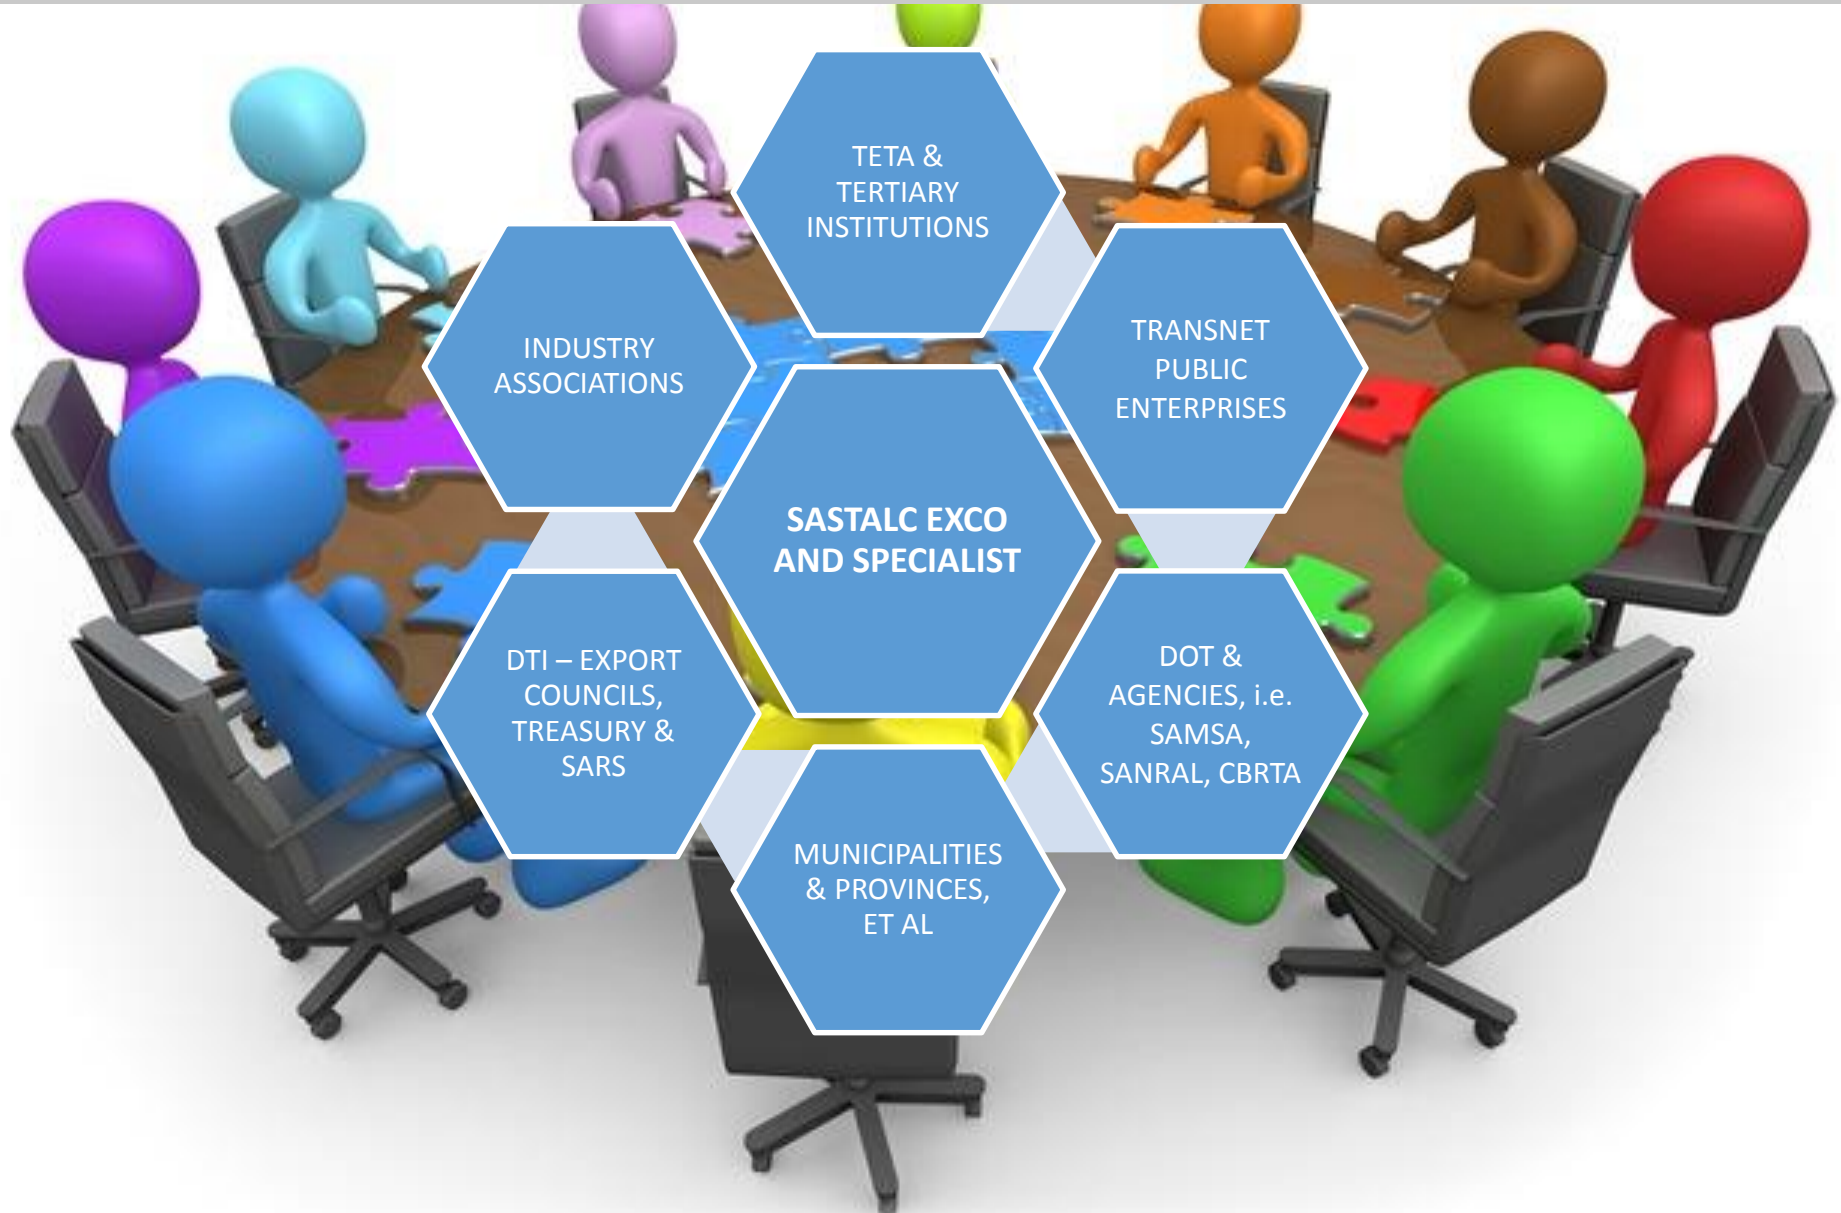 TETA &
TERTIARY
INSTITUTIONS
INDUSTRY
ASSOCIATIONS
TRANSNET
PUBLIC
ENTERPRISES
SASTALC EXCO
AND SPECIALIST
DTI – EXPORT
COUNCILS,
TREASURY &
SARS
DOT &
AGENCIES, i.e.
SAMSA,
SANRAL, CBRTA
MUNICIPALITIES
& PROVINCES,
ET AL